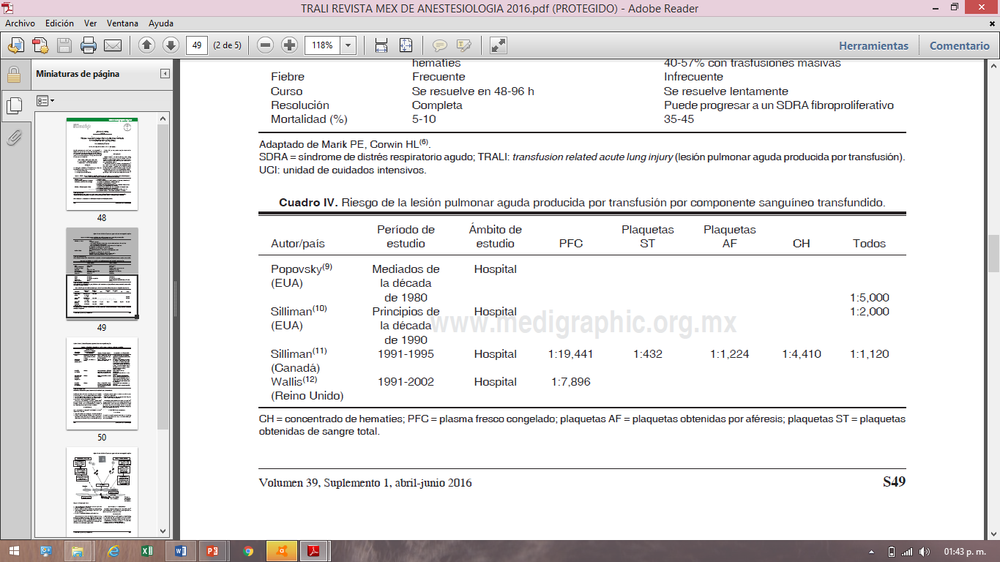 TRALI REVISTA MEX DE ANESTESIOLOGIA 2016.pdf (PROTEGIDO) - Adobe Reader
Archivo Edición Ver Ventana Ayuda
49 (2 de 5) 118% Herramientas Comentario
Miniaturas de página
48
49
50
hematíes 40-57% con trasfusiones masivas
Fiebre Frecuente Infrecuente
Curso Se resuelve en 48-96 h Se resuelve lentamente
Resolución Completa Puede progresar a un SDRA fibroproliferativo
Mortalidad (%) 5-10 35-45
Adaptado de Marik PE, Corwin HL(6).
SDRA = síndrome de distrés respiratorio agudo; TRALI: transfusion related acute lung injury (lesión pulmonar aguda producida por transfusión).
UCI: unidad de cuidados intensivos.
Cuadro IV. Riesgo de la lesión pulmonar aguda producida por transfusión por componente sanguíneo transfundido.
Período de Ámbito de Plaquetas Plaquetas
Autor/país estudio estudio PFC ST AF CH Todos
Popovsky(9) Mediados de Hospital
(EUA) la década
de 1980 1:5,000
Silliman(10) Principios de Hospital 1:2,000
(EUA) la década
de 1990
www.medigraphic.org.mx
Silliman(11) 1991-1995 Hospital 1:19,441 1:432 1:1,224 1:4,410 1:1,120
(Canadá)
Wallis(12) 1991-2002 Hospital 1:7,896
(Reino Unido)
CH = concentrado de hematíes; PFC = plasma fresco congelado; plaquetas AF = plaquetas obtenidas por aféresis; plaquetas ST = plaquetas
obtenidas de sangre total.
Volumen 39, Suplemento 1, abril-junio 2016 S49
01:43 p. m.